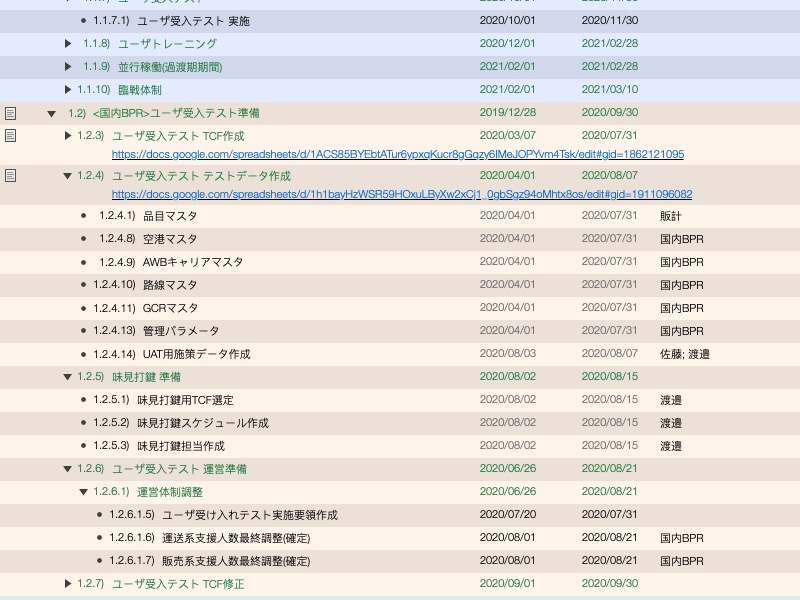 1.1.7.1) ユーザ受入テスト 実施 2020/10/01 2020/11/30
1.1.8) ユーザトレーニング 2020/12/01 2021/02/28
1.1.9) 並行稼働(過渡期期間) 2021/02/01 2021/02/28
1.1.10) 臨戦体制 2021/02/01 2021/03/10
1.2) <国内BPR>ユーザ受入テスト準備 2019/12/28 2020/09/30
1.2.3) ユーザ受入テスト TCF作成 2020/03/07 2020/07/31
1.2.4) ユーザ受入テスト テストデータ作成 2020/04/01 2020/08/07
1.2.4.1) 品目マスタ 2020/04/01 2020/07/31 販計
1.2.4.8) 空港マスタ 2020/04/01 2020/07/31 国内BPR
1.2.4.9) AWBキャリアマスタ 2020/04/01 2020/07/31 国内BPR
1.2.4.10) 路線マスタ 2020/04/01 2020/07/31 国内BPR
1.2.4.11) GCRマスタ 2020/04/01 2020/07/31 国内BPR
1.2.4.13) 管理パラメータ 2020/04/01 2020/07/31 国内BPR
1.2.4.14) UAT用施策データ作成 2020/08/03 2020/08/07 佐藤; 渡邉
1.2.5) 味見打鍵 準備 2020/08/02 2020/08/15
1.2.5.1) 味見打鍵用TCF選定 2020/08/02 2020/08/15 渡邉
1.2.5.2) 味見打鍵スケジュール作成 2020/08/02 2020/08/15 渡邉
1.2.5.3) 味見打鍵担当作成 2020/08/02 2020/08/15 渡邉
1.2.6) ユーザ受入テスト 運営準備 2020/06/26 2020/08/21
1.2.6.1) 運営体制調整 2020/06/26 2020/08/21
1.2.6.1.5) ユーザ受け入れテスト実施要領作成 2020/07/20 2020/07/31
1.2.6.1.6) 運送系支援人数最終調整(確定) 2020/08/01 2020/08/21 国内BPR
1.2.6.1.7) 販売系支援人数最終調整(確定) 2020/08/01 2020/08/21 国内BPR
1.2.7) ユーザ受入テスト TCF修正 2020/09/01 2020/09/30